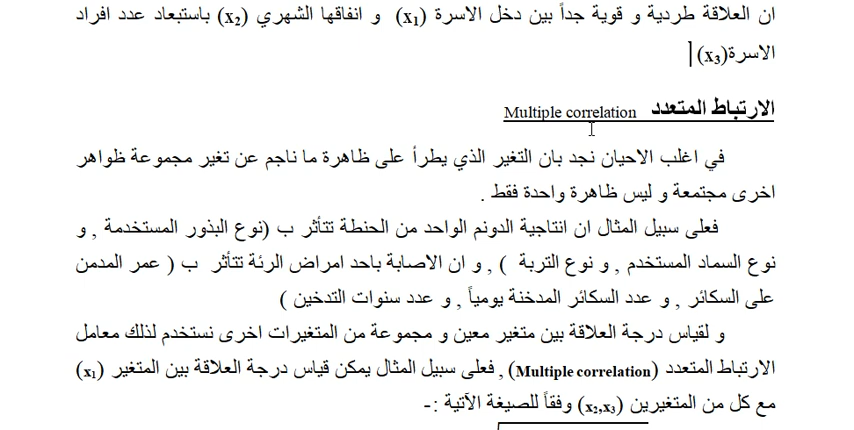 ان العلاقة طردية و قوية جداً بين دخل الاسرة (x₁) و انفاقها الشهري (x₂) باستبعاد عدد افراد
الاسرة(x₃)
الارتباط المتعدد Multiple correlation
في اغلب الاحيان نجد بان التغير الذي يطرأ على ظاهرة ما ناجم عن تغير مجموعة ظواهر
اخرى مجتمعة و ليس ظاهرة واحدة فقط .
فعلى سبيل المثال ان انتاجية الدونم الواحد من الحنطة تتأثر ب (نوع البذور المستخدمة , و
نوع السماد المستخدم , و نوع التربة ) , و ان الاصابة باحد امراض الرئة تتأثر ب ( عمر المدمن
على السكائر , و عدد السكائر المدخنة يومياً , و عدد سنوات التدخين )
و لقياس درجة العلاقة بين متغير معين و مجموعة من المتغيرات اخرى نستخدم لذلك معامل
الارتباط المتعدد (Multiple correlation) , فعلى سبيل المثال يمكن قياس درجة العلاقة بين المتغير (x₁)
مع كل من المتغيرين (x₂,x₃) وفقاً للصيغة الآتية :-